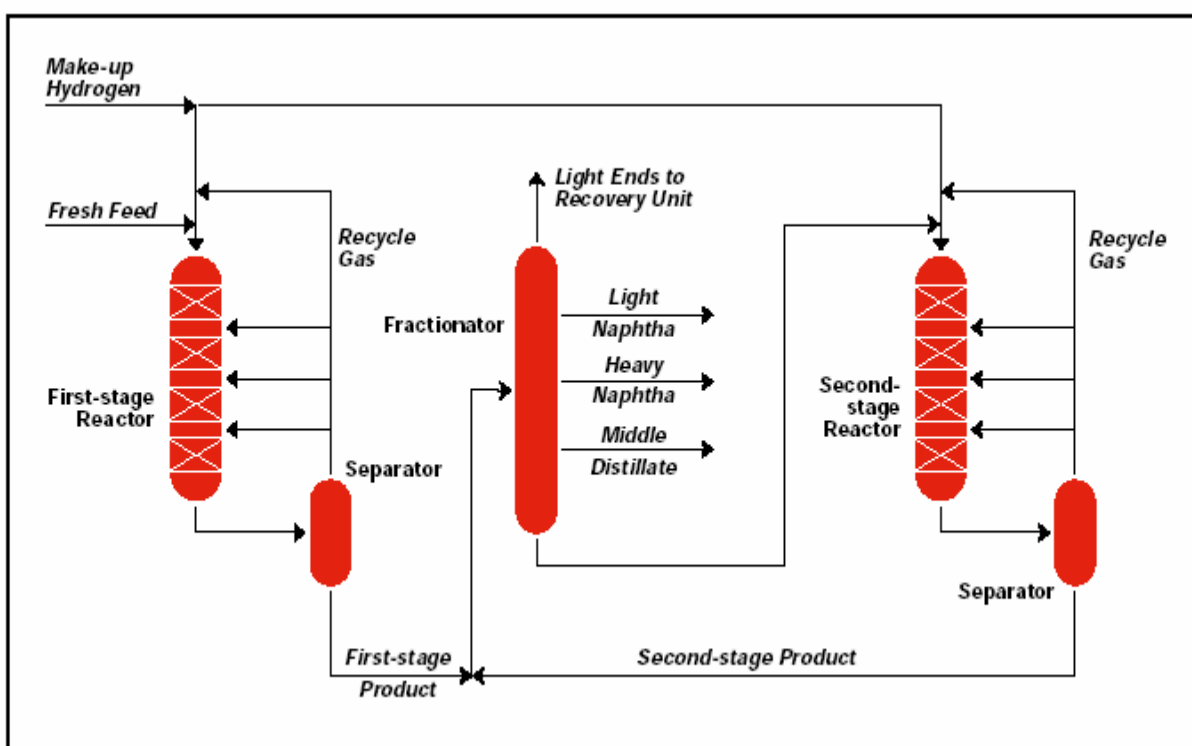 Make-up
Hydrogen
Fresh Feed
Recycle
Gas
First-stage
Reactor
Separator
Light Ends to
Recovery Unit
Fractionator
Light
Naphtha
Heavy
Naphtha
Middle
Distillate
Recycle
Gas
Second-
stage
Reactor
Separator
First-stage
Product
Second-stage Product